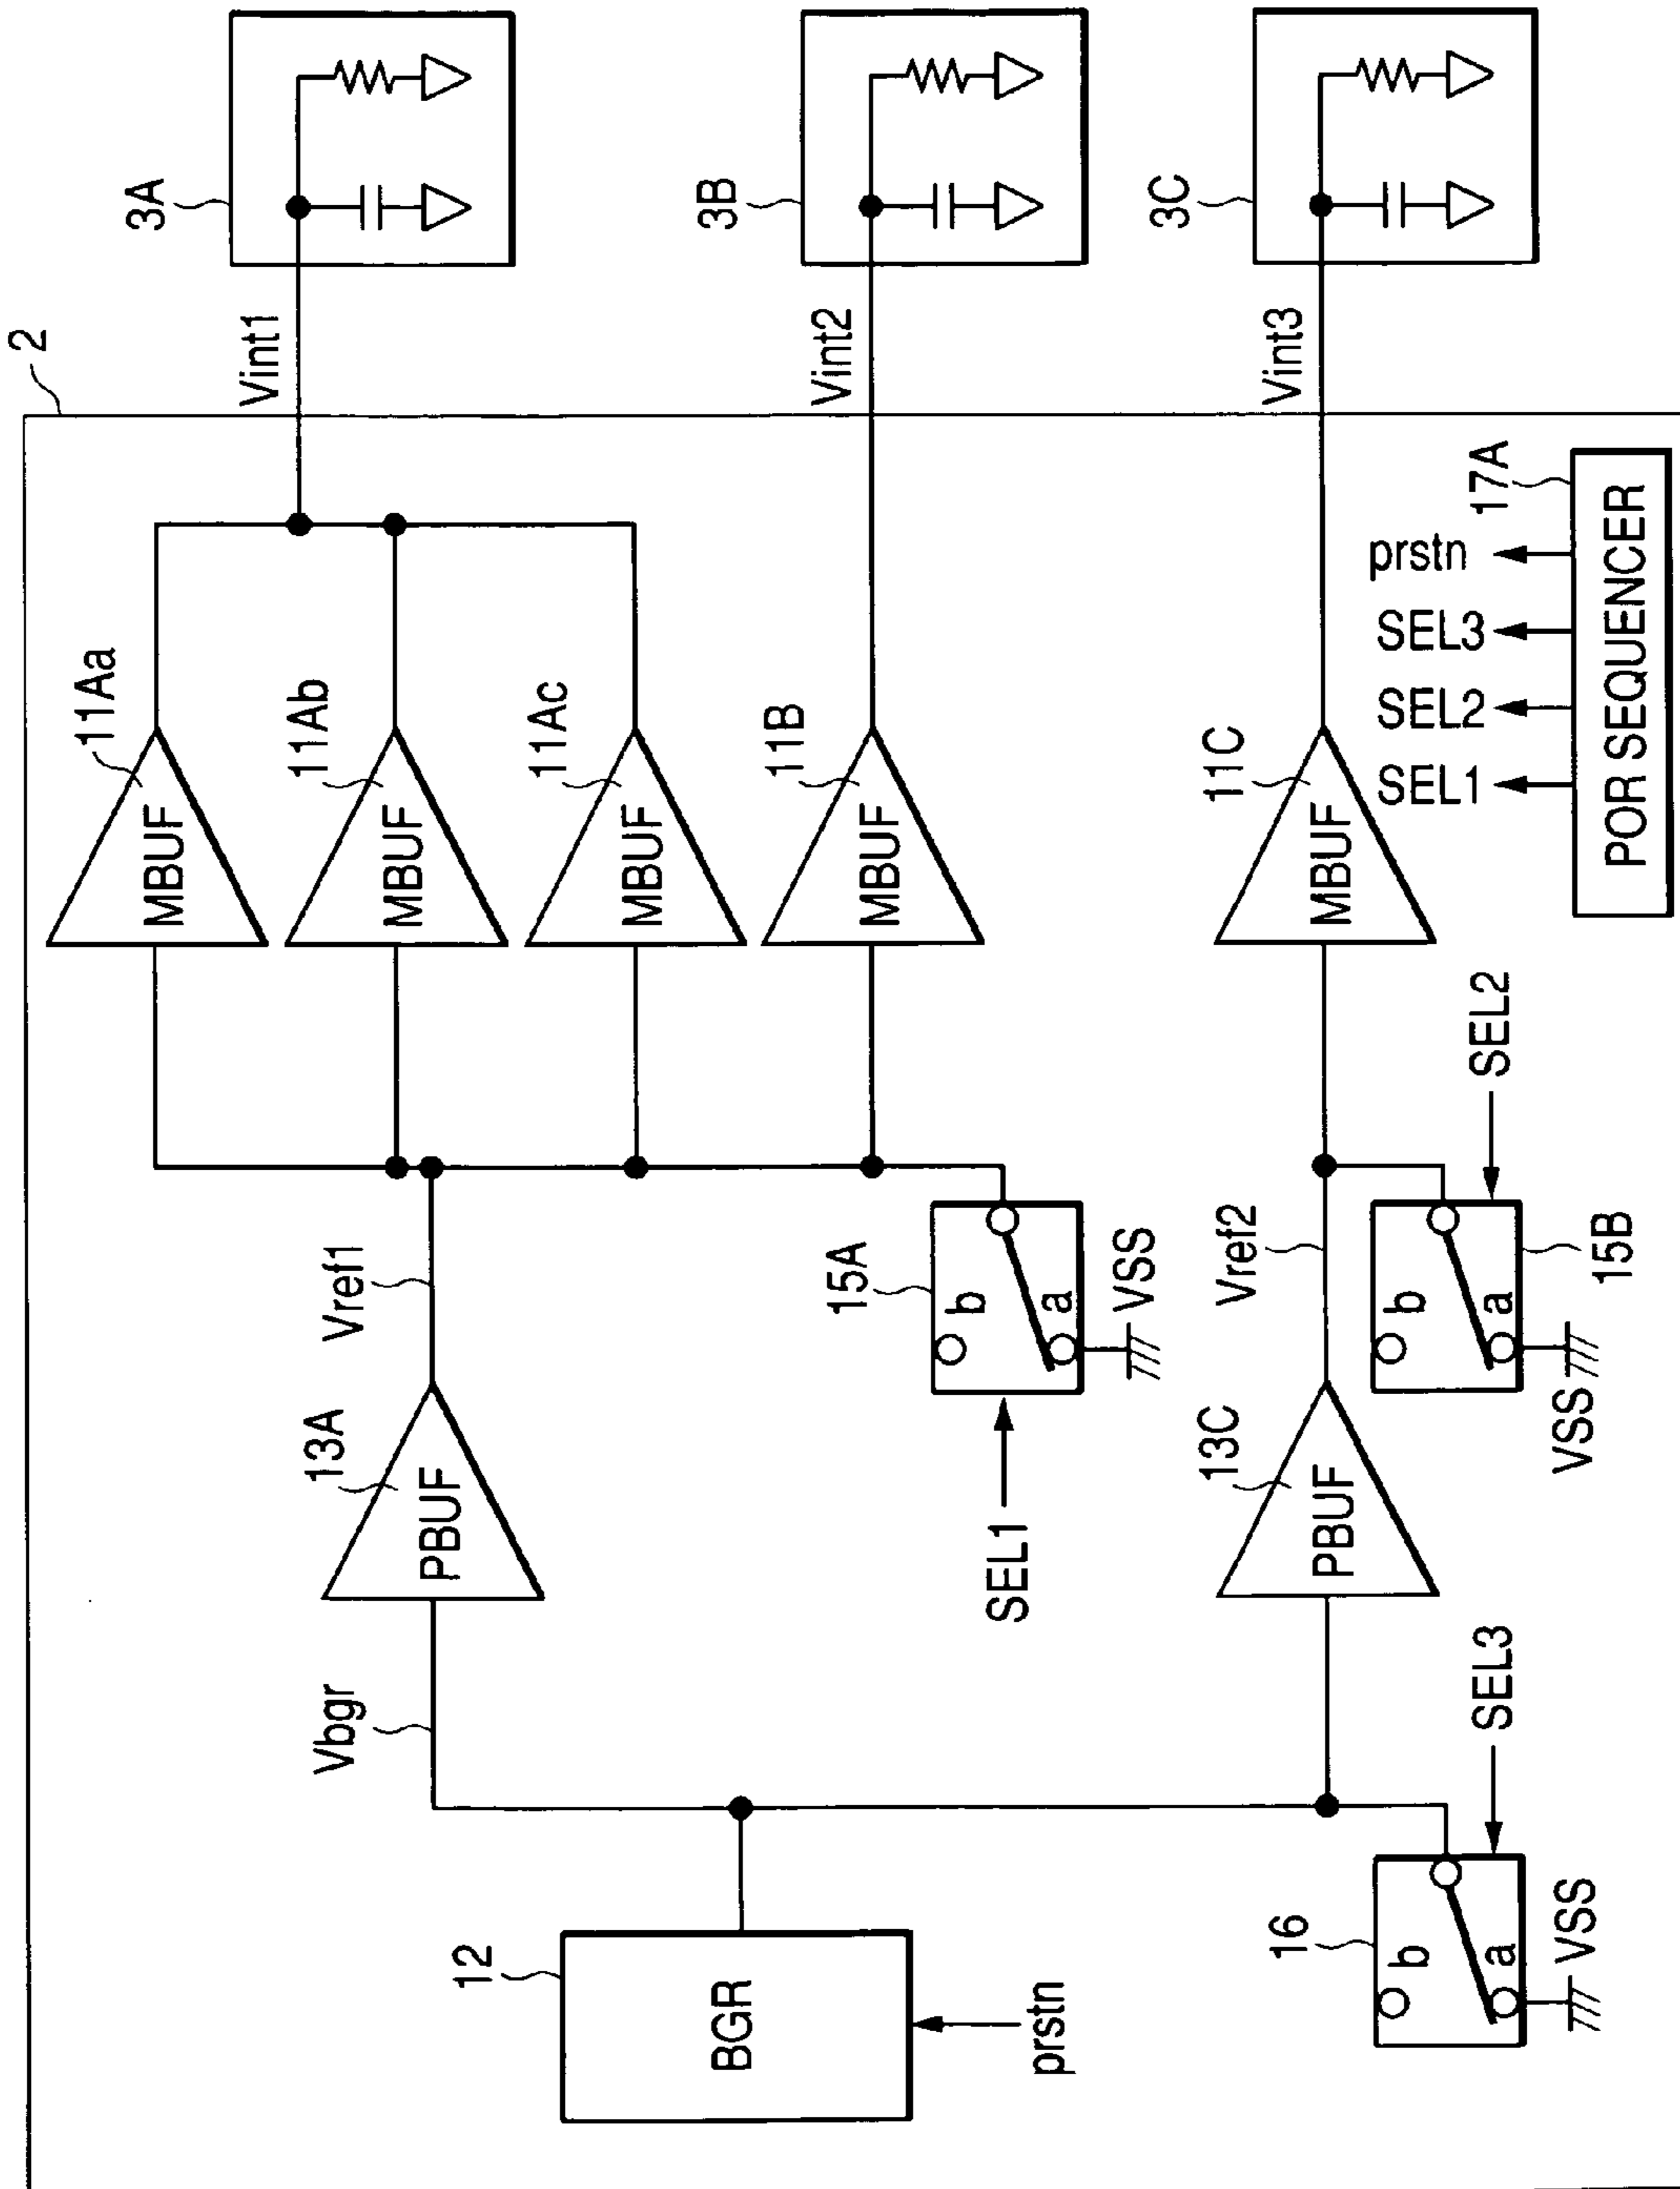 2
3A
Vint1
11Aa
MBUF
11Ab
MBUF
11Ac
MBUF
13A
PBUF
Vref1
Vbgr
3B
Vint2
11B
MBUF
15A
b
a
VSS
SEL1
12
BGR
prstn
3C
Vint3
11C
MBUF
Vref2
13C
PBUF
15B
b
a
VSS
SEL2
16
b
a
VSS
SEL3
SEL1
SEL2
SEL3
prstn
17A
POR SEQUENCER